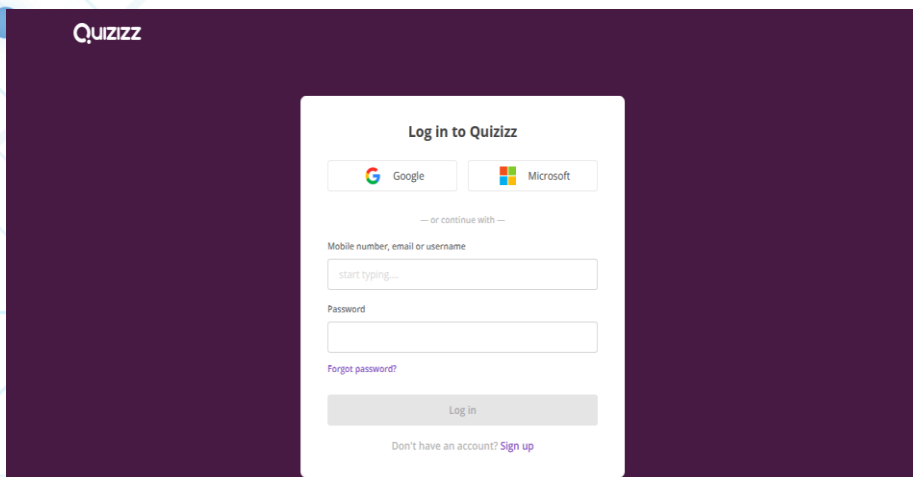 Quizizz
Log in to Quizizz
Google Microsoft
— or continue with —
Mobile number, email or username
start typing....
Password
Forgot password?
Log in
Don't have an account? Sign up